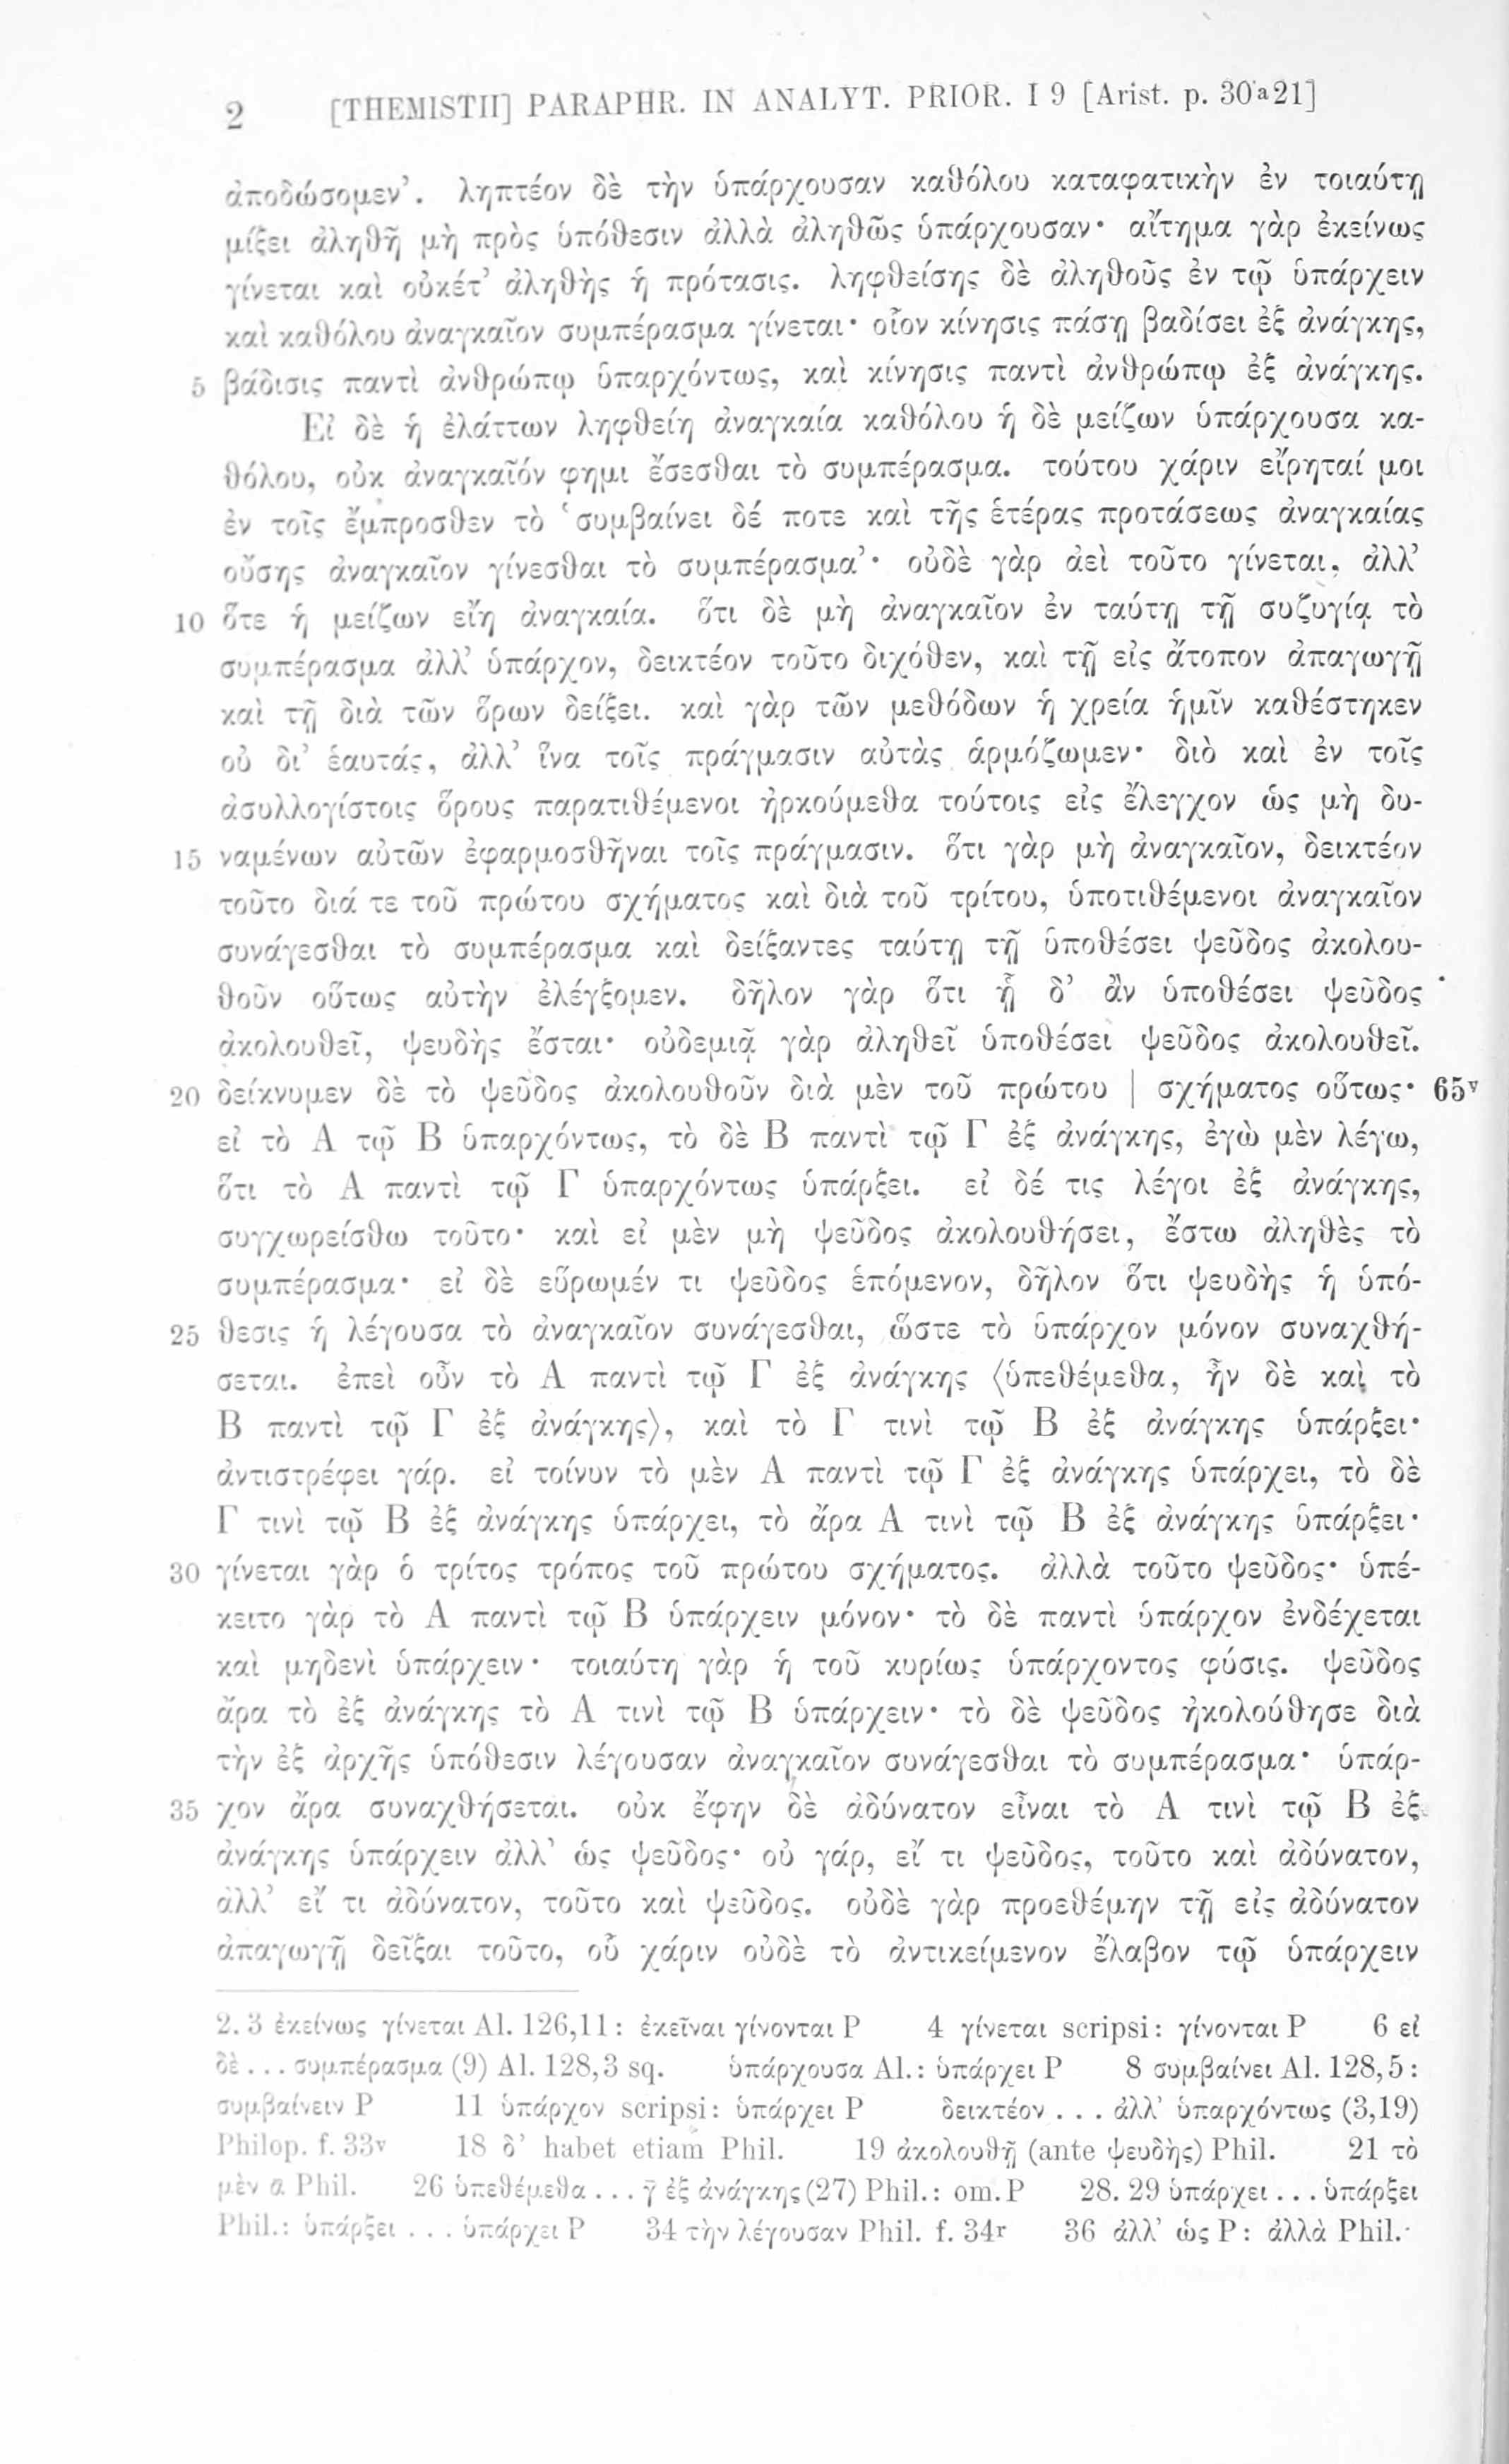 2 [THEMISTII] PARAPHR. IN ANALYT. PRIOR. I 9 [Arist. p. 30a21]
ἀποδώσομεν’. ληπτέον δὲ τὴν ὑπάρχουσαν καθόλου καταφατικὴν ἐν τοιαύτῃ
μίξει ἀληθῆ μὴ πρὸς ὑπόθεσιν ἀλλὰ ἀληθῶς ὑπάρχουσαν· αἴτημα γὰρ ἐκείνως
γίνεται καὶ οὐκέτ’ ἀληθὴς ἡ πρότασις. ληφθείσης δὲ ἀληθοῦς ἐν τῷ ὑπάρχειν
καὶ καθόλου ἀναγκαῖον συμπέρασμα γίνεται· οἷον κίνησις πάσῃ βαδίσει ἐξ ἀνάγκης,
5 βάδισις παντὶ ἀνθρώπῳ ὑπαρχόντως, καὶ κίνησις παντὶ ἀνθρώπῳ ἐξ ἀνάγκης.
Εἰ δὲ ἡ ἐλάττων ληφθείη ἀναγκαία καθόλου ἡ δὲ μείζων ὑπάρχουσα κα-
θόλου, οὐκ ἀναγκαῖόν φημι ἔσεσθαι τὸ συμπέρασμα. τούτου χάριν εἴρηταί μοι
ἐν τοῖς ἔμπροσθεν τὸ ‘συμβαίνει δέ ποτε καὶ τῆς ἑτέρας προτάσεως ἀναγκαίας
οὔσης ἀναγκαῖον γίνεσθαι τὸ συμπέρασμα’· οὐδὲ γὰρ ἀεὶ τοῦτο γίνεται, ἀλλ’
10 ὅτε ἡ μείζων εἴη ἀναγκαία. ὅτι δὲ μὴ ἀναγκαῖον ἐν ταύτῃ τῇ συζυγίᾳ τὸ
συμπέρασμα ἀλλ’ ὑπάρχον, δεικτέον τοῦτο διχόθεν, καὶ τῇ εἰς ἄτοπον ἀπαγωγῇ
καὶ τῇ διὰ τῶν ὅρων δείξει. καὶ γὰρ τῶν μεθόδων ἡ χρεία ἡμῖν καθέστηκεν
οὐ δι’ ἑαυτάς, ἀλλ’ ἵνα τοῖς πράγμασιν αὐτὰς ἁρμόζωμεν· διὸ καὶ ἐν τοῖς
ἀσυλλογίστοις ὅρους παρατιθέμενοι ἠρκούμεθα τούτοις εἰς ἔλεγχον ὡς μὴ δυ-
15 ναμένων αὐτῶν ἐφαρμοσθῆναι τοῖς πράγμασιν. ὅτι γὰρ μὴ ἀναγκαῖον, δεικτέον
τοῦτο διά τε τοῦ πρώτου σχήματος καὶ διὰ τοῦ τρίτου, ὑποτιθέμενοι ἀναγκαῖον
συνάγεσθαι τὸ συμπέρασμα καὶ δείξαντες ταύτῃ τῇ ὑποθέσει ψεῦδος ἀκολου-
θοῦν οὕτως αὐτὴν ἐλέγξομεν. δῆλον γὰρ ὅτι ᾗ δ’ ἂν ὑποθέσει ψεῦδος
ἀκολουθεῖ, ψευδὴς ἔσται· οὐδεμιᾷ γὰρ ἀληθεῖ ὑποθέσει ψεῦδος ἀκολουθεῖ.
20 δείκνυμεν δὲ τὸ ψεῦδος ἀκολουθοῦν διὰ μὲν τοῦ πρώτου | σχήματος οὕτως· 65v
εἰ τὸ Α τῷ Β ὑπαρχόντως, τὸ δὲ Β παντὶ τῷ Γ ἐξ ἀνάγκης, ἐγὼ μὲν λέγω,
ὅτι τὸ Α παντὶ τῷ Γ ὑπαρχόντως ὑπάρξει. εἰ δέ τις λέγοι ἐξ ἀνάγκης,
συγχωρείσθω τοῦτο· καὶ εἰ μὲν μὴ ψεῦδος ἀκολουθήσει, ἔστω ἀληθὲς τὸ
συμπέρασμα· εἰ δὲ εὕρωμέν τι ψεῦδος ἑπόμενον, δῆλον ὅτι ψευδὴς ἡ ὑπό-
25 θεσις ἡ λέγουσα τὸ ἀναγκαῖον συνάγεσθαι, ὥστε τὸ ὑπάρχον μόνον συναχθή-
σεται. ἐπεὶ οὖν τὸ Α παντὶ τῷ Γ ἐξ ἀνάγκης ⟨ὑπεθέμεθα, ἦν δὲ καὶ τὸ
Β παντὶ τῷ Γ ἐξ ἀνάγκης⟩, καὶ τὸ Γ τινὶ τῷ Β ἐξ ἀνάγκης ὑπάρξει·
ἀντιστρέφει γάρ. εἰ τοίνυν τὸ μὲν Α παντὶ τῷ Γ ἐξ ἀνάγκης ὑπάρχει, τὸ δὲ
Γ τινὶ τῷ Β ἐξ ἀνάγκης ὑπάρχει, τὸ ἄρα Α τινὶ τῷ Β ἐξ ἀνάγκης ὑπάρξει·
30 γίνεται γὰρ ὁ τρίτος τρόπος τοῦ πρώτου σχήματος. ἀλλὰ τοῦτο ψεῦδος· ὑπέ-
κειτο γὰρ τὸ Α παντὶ τῷ Β ὑπάρχειν μόνον· τὸ δὲ παντὶ ὑπάρχον ἐνδέχεται
καὶ μηδενὶ ὑπάρχειν· τοιαύτη γὰρ ἡ τοῦ κυρίως ὑπάρχοντος φύσις. ψεῦδος
ἄρα τὸ ἐξ ἀνάγκης τὸ Α τινὶ τῷ Β ὑπάρχειν· τὸ δὲ ψεῦδος ἠκολούθησε διὰ
τὴν ἐξ ἀρχῆς ὑπόθεσιν λέγουσαν ἀναγκαῖον συνάγεσθαι τὸ συμπέρασμα· ὑπάρ-
35 χον ἄρα συναχθήσεται. οὐκ ἔφην δὲ ἀδύνατον εἶναι τὸ Α τινὶ τῷ Β ἐξ
ἀνάγκης ὑπάρχειν ἀλλ’ ὡς ψεῦδος· οὐ γάρ, εἴ τι ψεῦδος, τοῦτο καὶ ἀδύνατον,
ἀλλ’ εἴ τι ἀδύνατον, τοῦτο καὶ ψεῦδος. οὐδὲ γὰρ προεθέμην τῇ εἰς ἀδύνατον
ἀπαγωγῇ δεῖξαι τοῦτο, οὗ χάριν οὐδὲ τὸ ἀντικείμενον ἔλαβον τῷ ὑπάρχειν
2. 3 ἐκείνως γίνεται Al. 126,11: ἐκεῖναι γίνονται P 4 γίνεται scripsi: γίνονται P 6 εἰ
δὲ ... συμπέρασμα (9) Al. 128,3 sq. ὑπάρχουσα Al.: ὑπάρχει P 8 συμβαίνει Al. 128,5:
συμβαίνειν P 11 ὑπάρχον scripsi: ὑπάρχει P δεικτέον ... ἀλλ’ ὑπαρχόντως (3,19)
Philop. f. 33v 18 δ’ habet etiam Phil. 19 ἀκολουθῇ (ante ψευδὴς) Phil. 21 τὸ
μὲν ᾱ Phil. 26 ὑπεθέμεθα ... γ̄ ἐξ ἀνάγκης (27) Phil.: om. P 28. 29 ὑπάρχει ... ὑπάρξει
Phil.: ὑπάρξει ... ὑπάρχει P 34 τὴν λέγουσαν Phil. f. 34r 36 ἀλλ’ ὡς P: ἀλλὰ Phil.